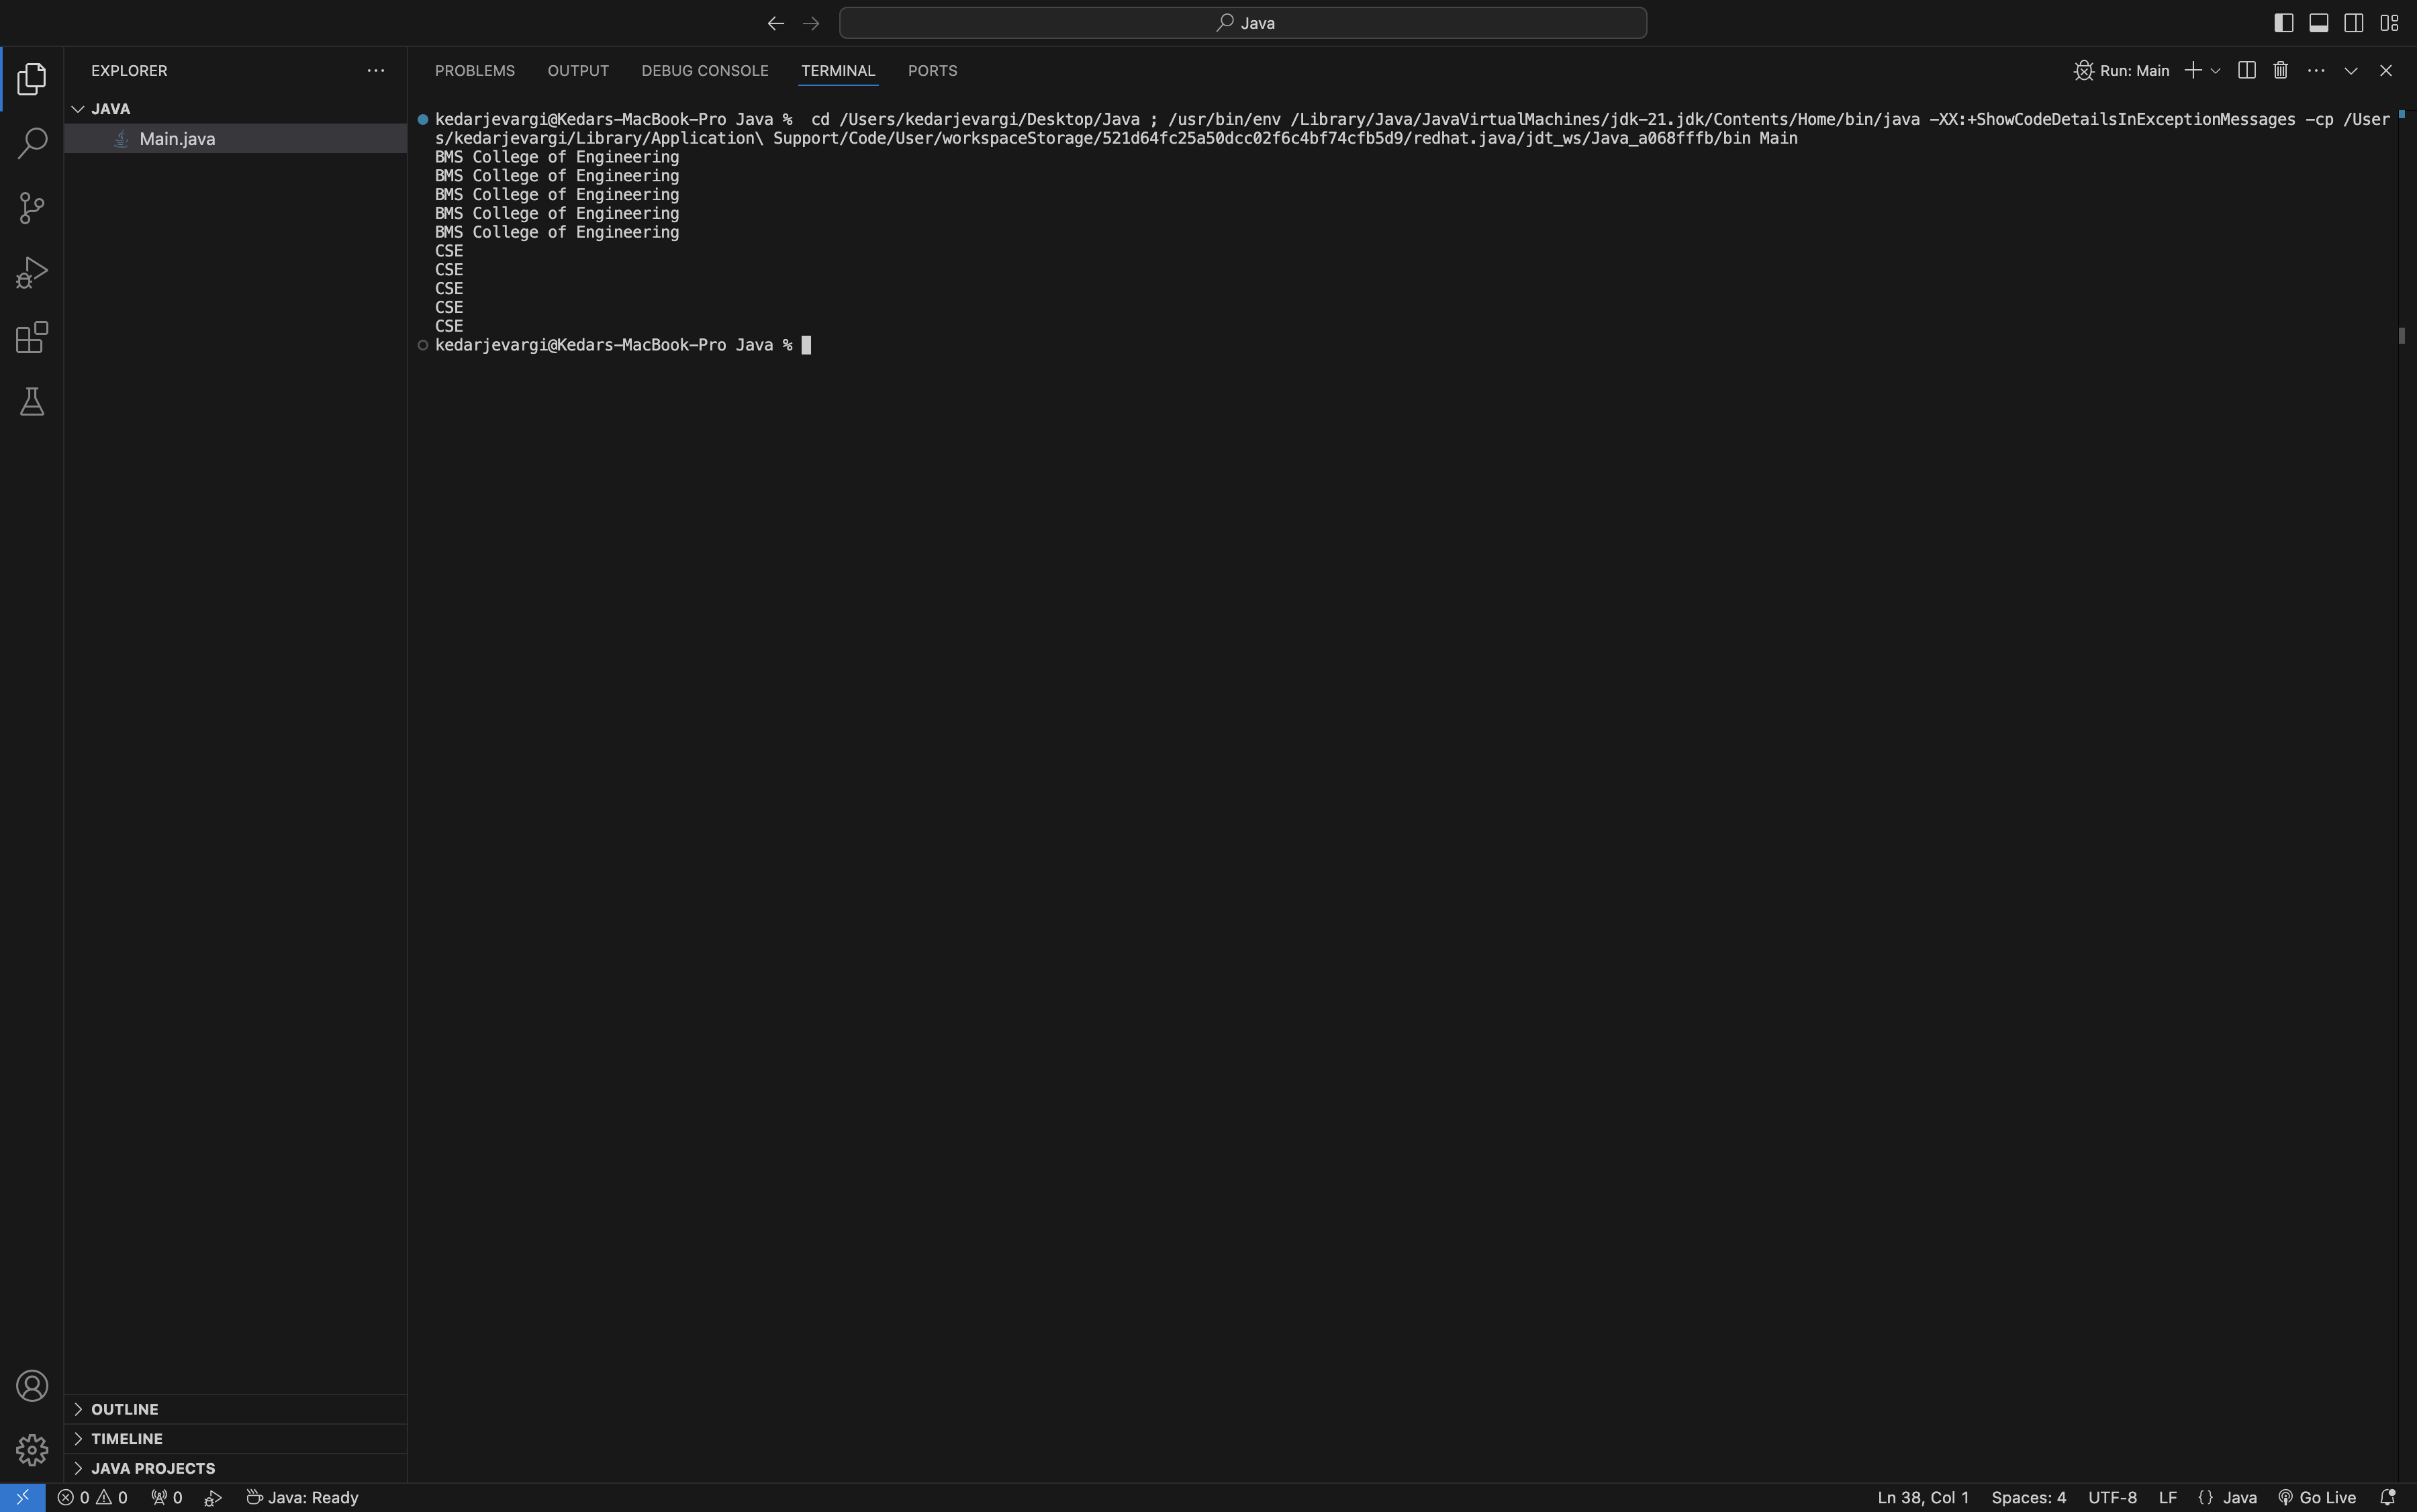 Java
EXPLORER
JAVA
Main.java
OUTLINE
TIMELINE
JAVA PROJECTS
PROBLEMS OUTPUT DEBUG CONSOLE TERMINAL PORTS
Run: Main
kedarjevargi@Kedars-MacBook-Pro Java %  cd /Users/kedarjevargi/Desktop/Java ; /usr/bin/env /Library/Java/JavaVirtualMachines/jdk-21.jdk/Contents/Home/bin/java -XX:+ShowCodeDetailsInExceptionMessages -cp /User
s/kedarjevargi/Library/Application\ Support/Code/User/workspaceStorage/521d64fc25a50dcc02f6c4bf74cfb5d9/redhat.java/jdt_ws/Java_a068fffb/bin Main
BMS College of Engineering
BMS College of Engineering
BMS College of Engineering
BMS College of Engineering
BMS College of Engineering
CSE
CSE
CSE
CSE
CSE
kedarjevargi@Kedars-MacBook-Pro Java %
0 0 0 Java: Ready
Ln 38, Col 1 Spaces: 4 UTF-8 LF {} Java Go Live